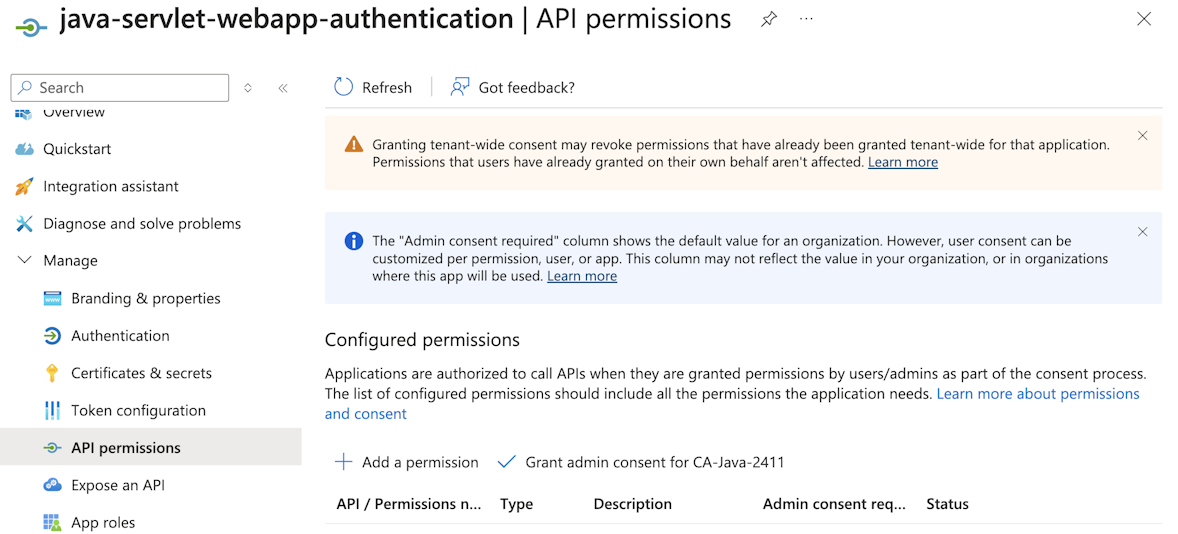 java-servlet-webapp-authentication | API permissions
Search
Overview
Quickstart
Integration assistant
Diagnose and solve problems
Manage
Branding & properties
Authentication
Certificates & secrets
Token configuration
API permissions
Expose an API
App roles
Refresh
Got feedback?
Granting tenant-wide consent may revoke permissions that have already been granted tenant-wide for that application.
Permissions that users have already granted on their own behalf aren't affected. Learn more
The "Admin consent required" column shows the default value for an organization. However, user consent can be
customized per permission, user, or app. This column may not reflect the value in your organization, or in organizations
where this app will be used. Learn more
Configured permissions
Applications are authorized to call APIs when they are granted permissions by users/admins as part of the consent process.
The list of configured permissions should include all the permissions the application needs. Learn more about permissions
and consent
Add a permission
Grant admin consent for CA-Java-2411
API / Permissions n... Type Description Admin consent req... Status